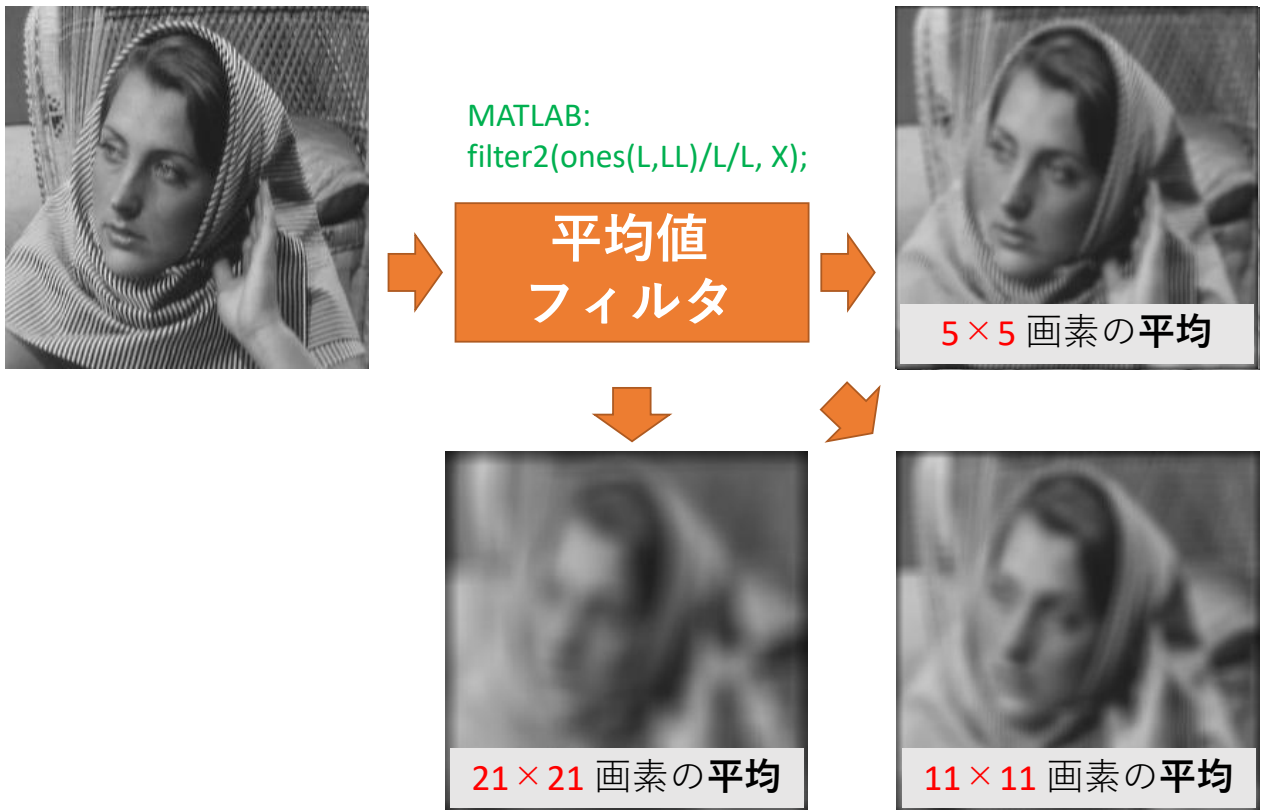 MATLAB:
filter2(ones(L,LL)/L/L, X);
平均値
フィルタ
5×5 画素の平均
21×21 画素の平均
11×11 画素の平均